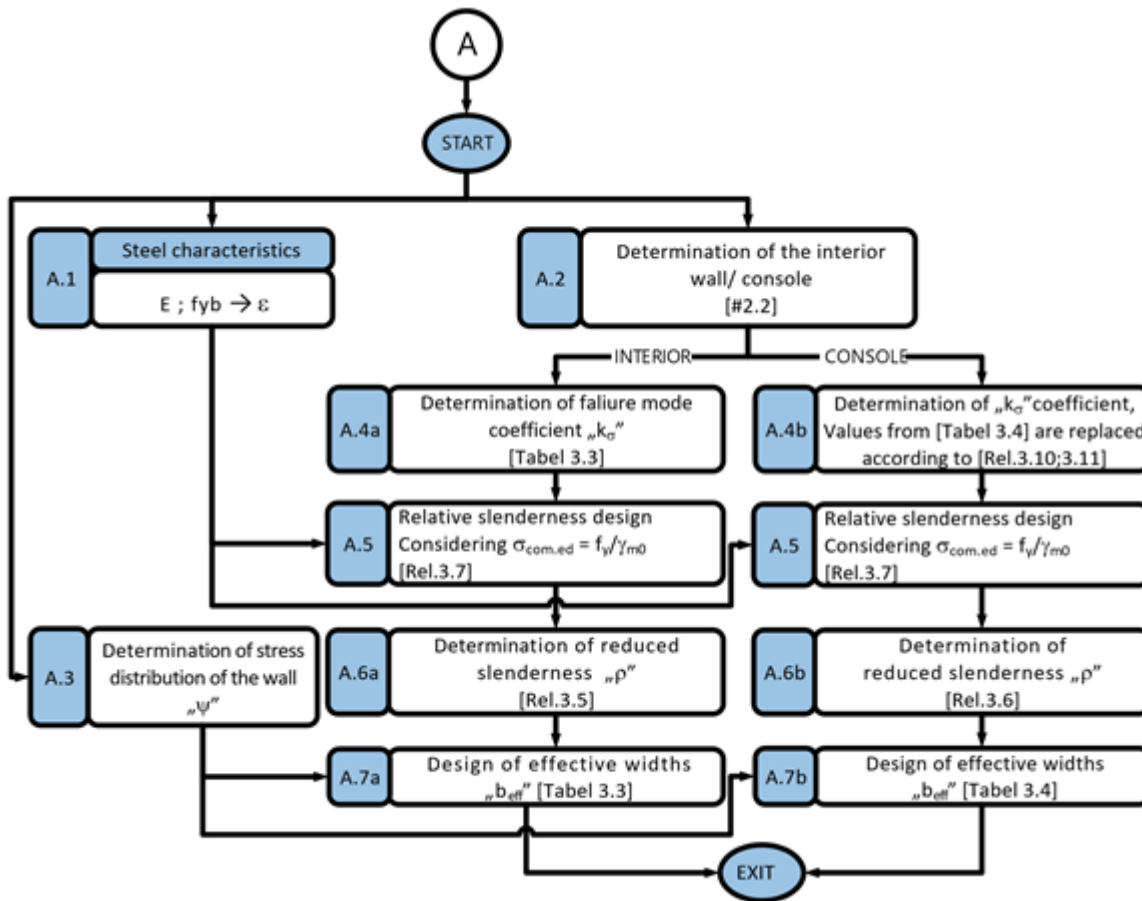 A
START
A.1
Steel characteristics
E ; fyb → ε
A.2
Determination of the interior
wall/ console
[#2.2]
INTERIOR
CONSOLE
A.4a
Determination of faliure mode
coefficient „kσ”
[Tabel 3.3]
A.4b
Determination of „kσ” coefficient,
Values from [Tabel 3.4] are replaced
according to [Rel.3.10;3.11]
A.5
Relative slenderness design
Considering σcom.ed = fy/γm0
[Rel.3.7]
A.5
Relative slenderness design
Considering σcom.ed = fy/γm0
[Rel.3.7]
A.3
Determination of stress
distribution of the wall
„ψ”
A.6a
Determination of reduced
slenderness „ρ”
[Rel.3.5]
A.6b
Determination of
reduced slenderness „ρ”
[Rel.3.6]
A.7a
Design of effective widths
„beff” [Tabel 3.3]
A.7b
Design of effective widths
„beff” [Tabel 3.4]
EXIT